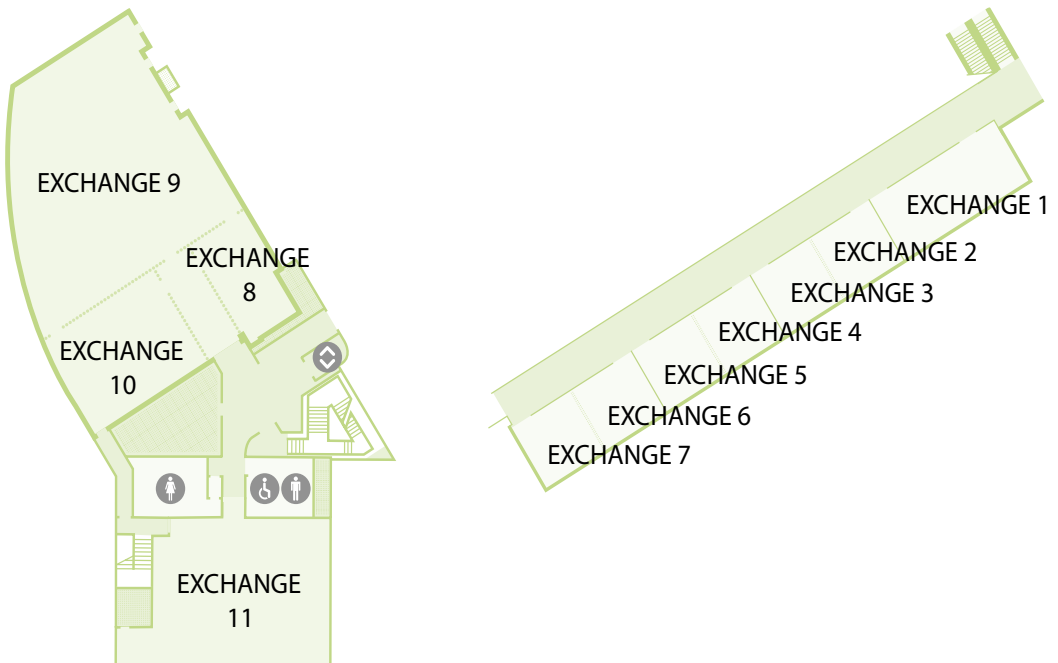 EXCHANGE 9
EXCHANGE
8
EXCHANGE
10
EXCHANGE
11
EXCHANGE 1
EXCHANGE 2
EXCHANGE 3
EXCHANGE 4
EXCHANGE 5
EXCHANGE 6
EXCHANGE 7